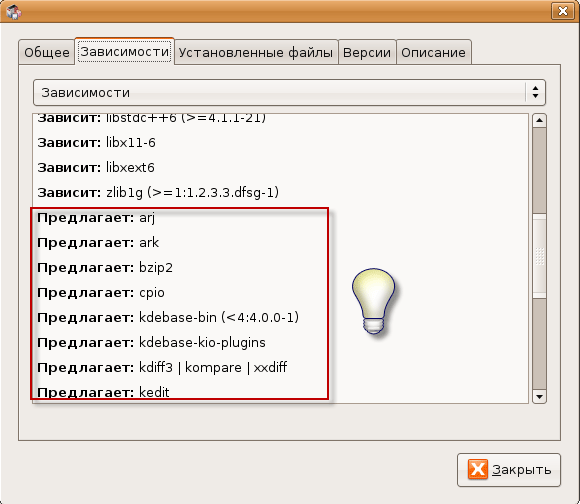 Общее Зависимости Установленные файлы Версии Описание
Зависимости
Зависит: libstdc++6 (>=4.1.1-21)
Зависит: libx11-6
Зависит: libxext6
Зависит: zlib1g (>=1:1.2.3.3.dfsg-1)
Предлагает: arj
Предлагает: ark
Предлагает: bzip2
Предлагает: cpio
Предлагает: kdebase-bin (<4:4.0.0-1)
Предлагает: kdebase-kio-plugins
Предлагает: kdiff3 | kompare | xxdiff
Предлагает: kedit
Закрыть